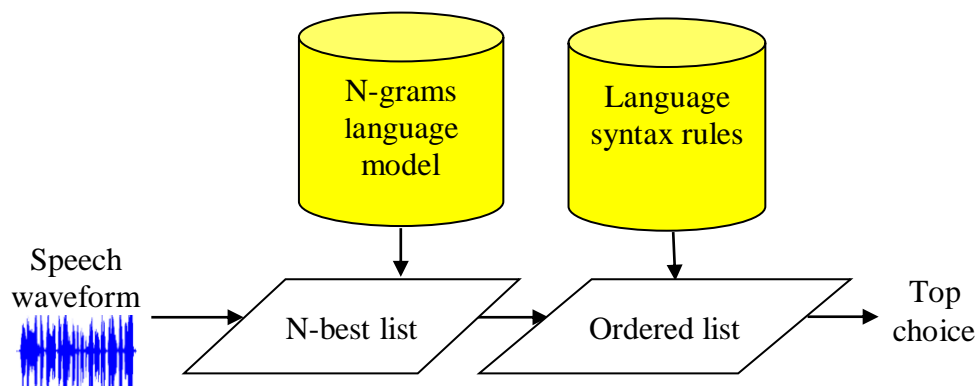 N-grams
language
model
Language
syntax rules
Speech
waveform
N-best list
Ordered list
Top
choice